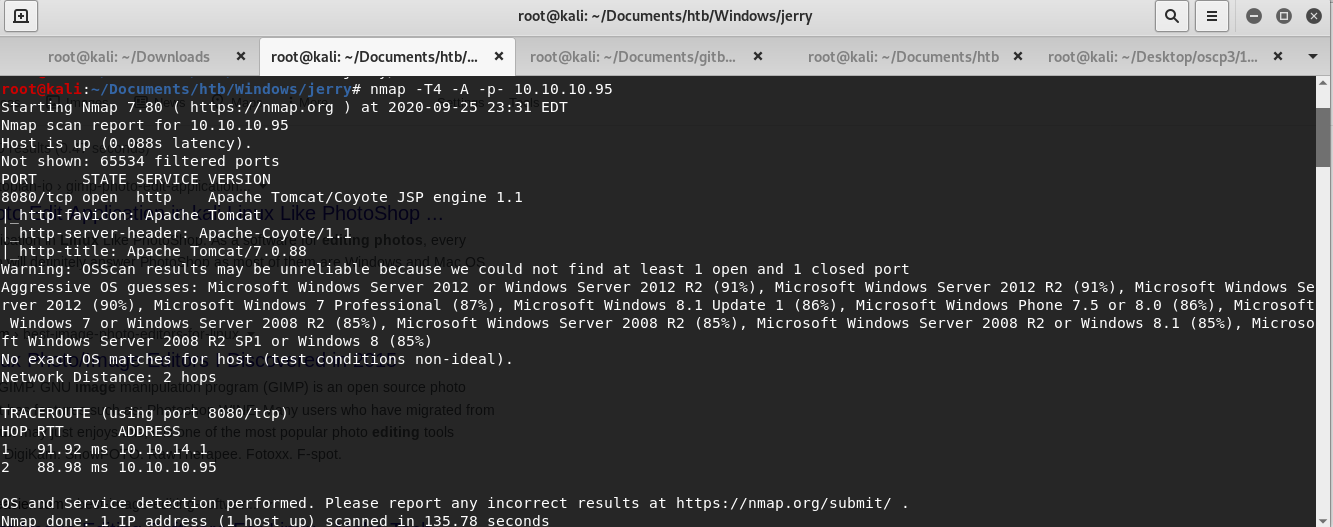 root@kali: ~/Documents/htb/Windows/jerry
root@kali: ~/Downloads
root@kali: ~/Documents/htb/...
root@kali: ~/Documents/gitb...
root@kali: ~/Documents/htb
root@kali: ~/Desktop/oscp3/1...
root@kali:~/Documents/htb/Windows/jerry# nmap -T4 -A -p- 10.10.10.95
Starting Nmap 7.80 ( https://nmap.org ) at 2020-09-25 23:31 EDT
Nmap scan report for 10.10.10.95
Host is up (0.088s latency).
Not shown: 65534 filtered ports
PORT     STATE SERVICE VERSION
8080/tcp open  http    Apache Tomcat/Coyote JSP engine 1.1
|_http-favicon: Apache Tomcat
|_http-server-header: Apache-Coyote/1.1
|_http-title: Apache Tomcat/7.0.88
Warning: OSScan results may be unreliable because we could not find at least 1 open and 1 closed port
Aggressive OS guesses: Microsoft Windows Server 2012 or Windows Server 2012 R2 (91%), Microsoft Windows Server 2012 R2 (91%), Microsoft Windows Se
rver 2012 (90%), Microsoft Windows 7 Professional (87%), Microsoft Windows 8.1 Update 1 (86%), Microsoft Windows Phone 7.5 or 8.0 (86%), Microsoft
 Windows 7 or Windows Server 2008 R2 (85%), Microsoft Windows Server 2008 R2 (85%), Microsoft Windows Server 2008 R2 or Windows 8.1 (85%), Microso
ft Windows Server 2008 R2 SP1 or Windows 8 (85%)
No exact OS matches for host (test conditions non-ideal).
Network Distance: 2 hops
TRACEROUTE (using port 8080/tcp)
HOP RTT      ADDRESS
1   91.92 ms 10.10.14.1
2   88.98 ms 10.10.10.95
OS and Service detection performed. Please report any incorrect results at https://nmap.org/submit/ .
Nmap done: 1 IP address (1 host up) scanned in 135.78 seconds